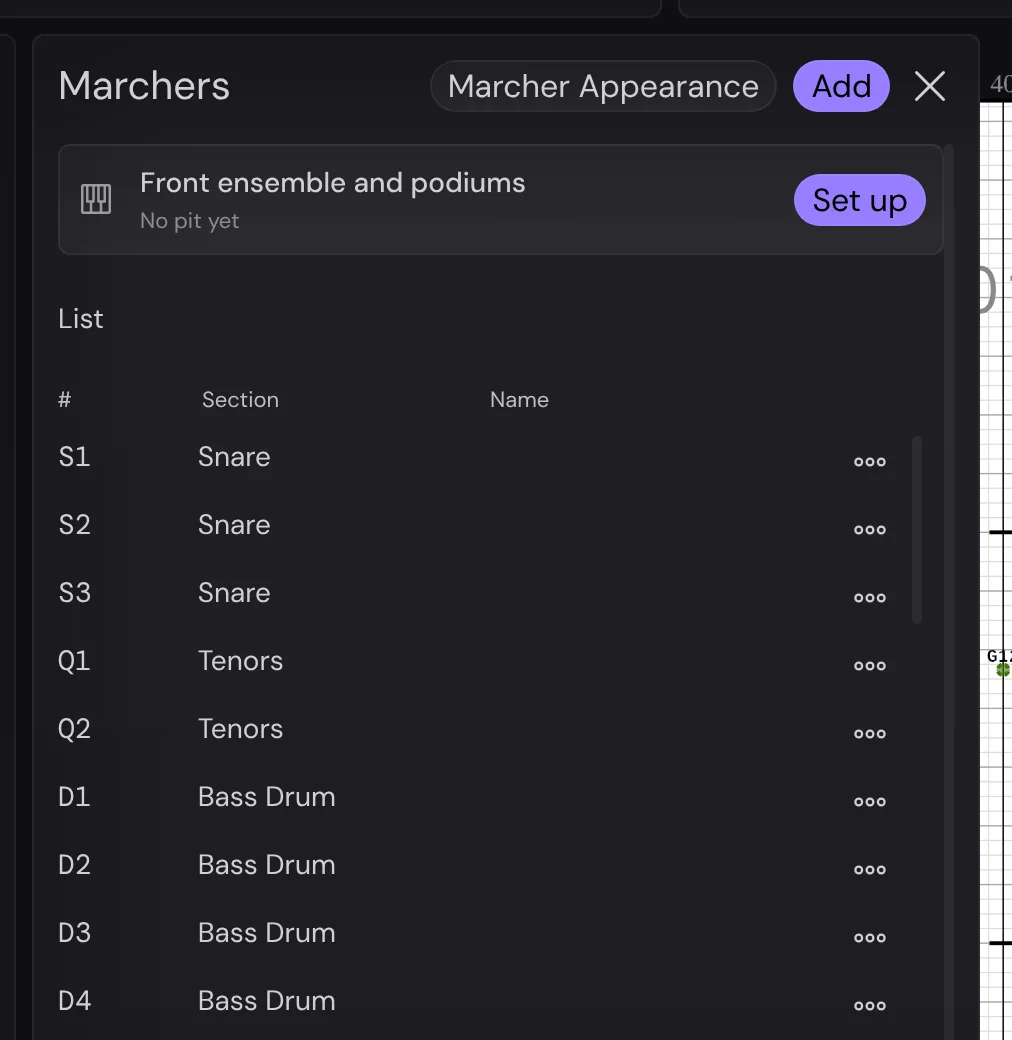 Marchers
Marcher Appearance
Add
Front ensemble and podiums
No pit yet
Set up
List
# Section Name
S1 Snare
S2 Snare
S3 Snare
Q1 Tenors
Q2 Tenors
D1 Bass Drum
D2 Bass Drum
D3 Bass Drum
D4 Bass Drum